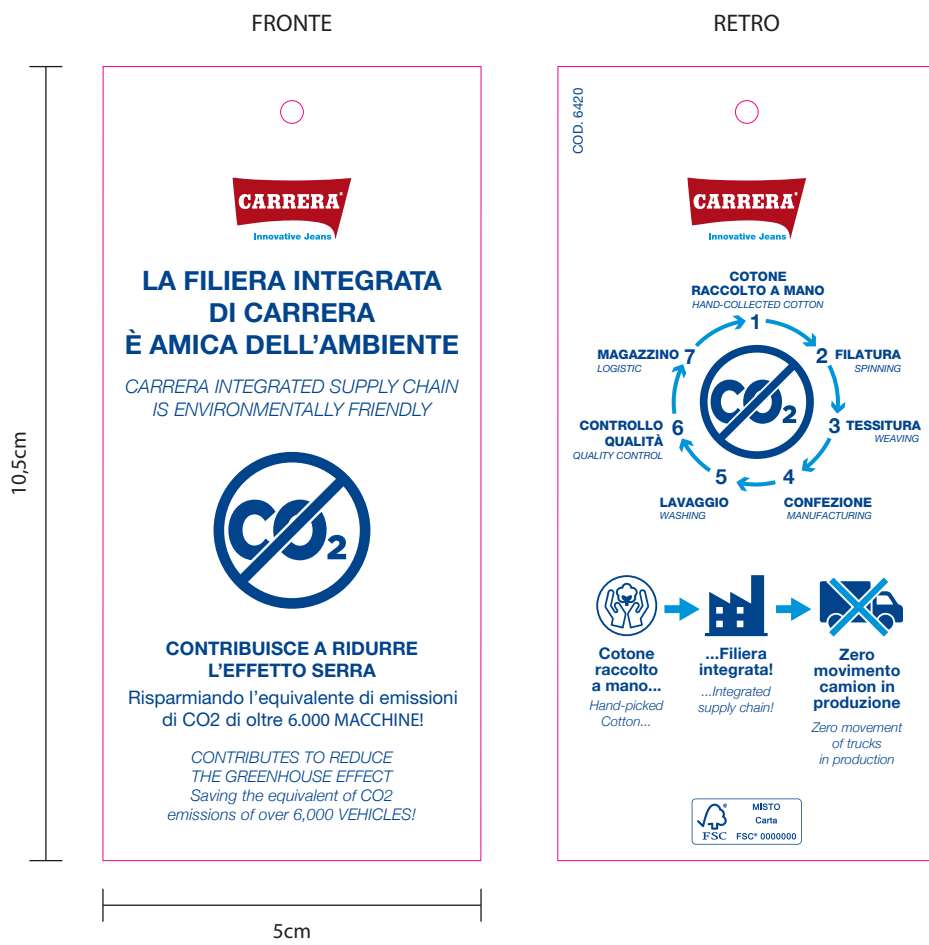 FRONTE
CARRERA®
Innovative Jeans
LA FILIERA INTEGRATA
DI CARRERA
È AMICA DELL'AMBIENTE
CARRERA INTEGRATED SUPPLY CHAIN
IS ENVIRONMENTALLY FRIENDLY
CO2
CONTRIBUISCE A RIDURRE
L'EFFETTO SERRA
Risparmiando l'equivalente di emissioni
di CO2 di oltre 6.000 MACCHINE!
CONTRIBUTES TO REDUCE
THE GREENHOUSE EFFECT
Saving the equivalent of CO2
emissions of over 6,000 VEHICLES!
10,5cm
5cm
RETRO
COD. 6420
CARRERA®
Innovative Jeans
COTONE
RACCOLTO A MANO
HAND-COLLECTED COTTON
1
2 FILATURA
SPINNING
3 TESSITURA
WEAVING
4
CONFEZIONE
MANUFACTURING
5
LAVAGGIO
WASHING
CONTROLLO 6
QUALITÀ
QUALITY CONTROL
MAGAZZINO 7
LOGISTIC
CO2
Cotone
raccolto
a mano...
Hand-picked
Cotton...
...Filiera
integrata!
...Integrated
supply chain!
Zero
movimento
camion in
produzione
Zero movement
of trucks
in production
FSC
MISTO
Carta
FSC® 0000000